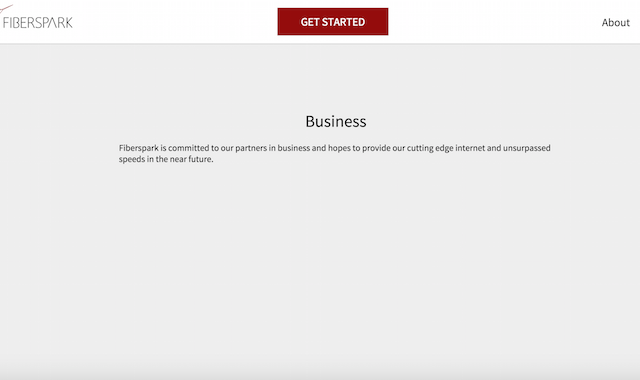 FIBERSPARK
GET STARTED
About
Business
Fiberspark is committed to our partners in business and hopes to provide our cutting edge internet and unsurpassed
speeds in the near future.